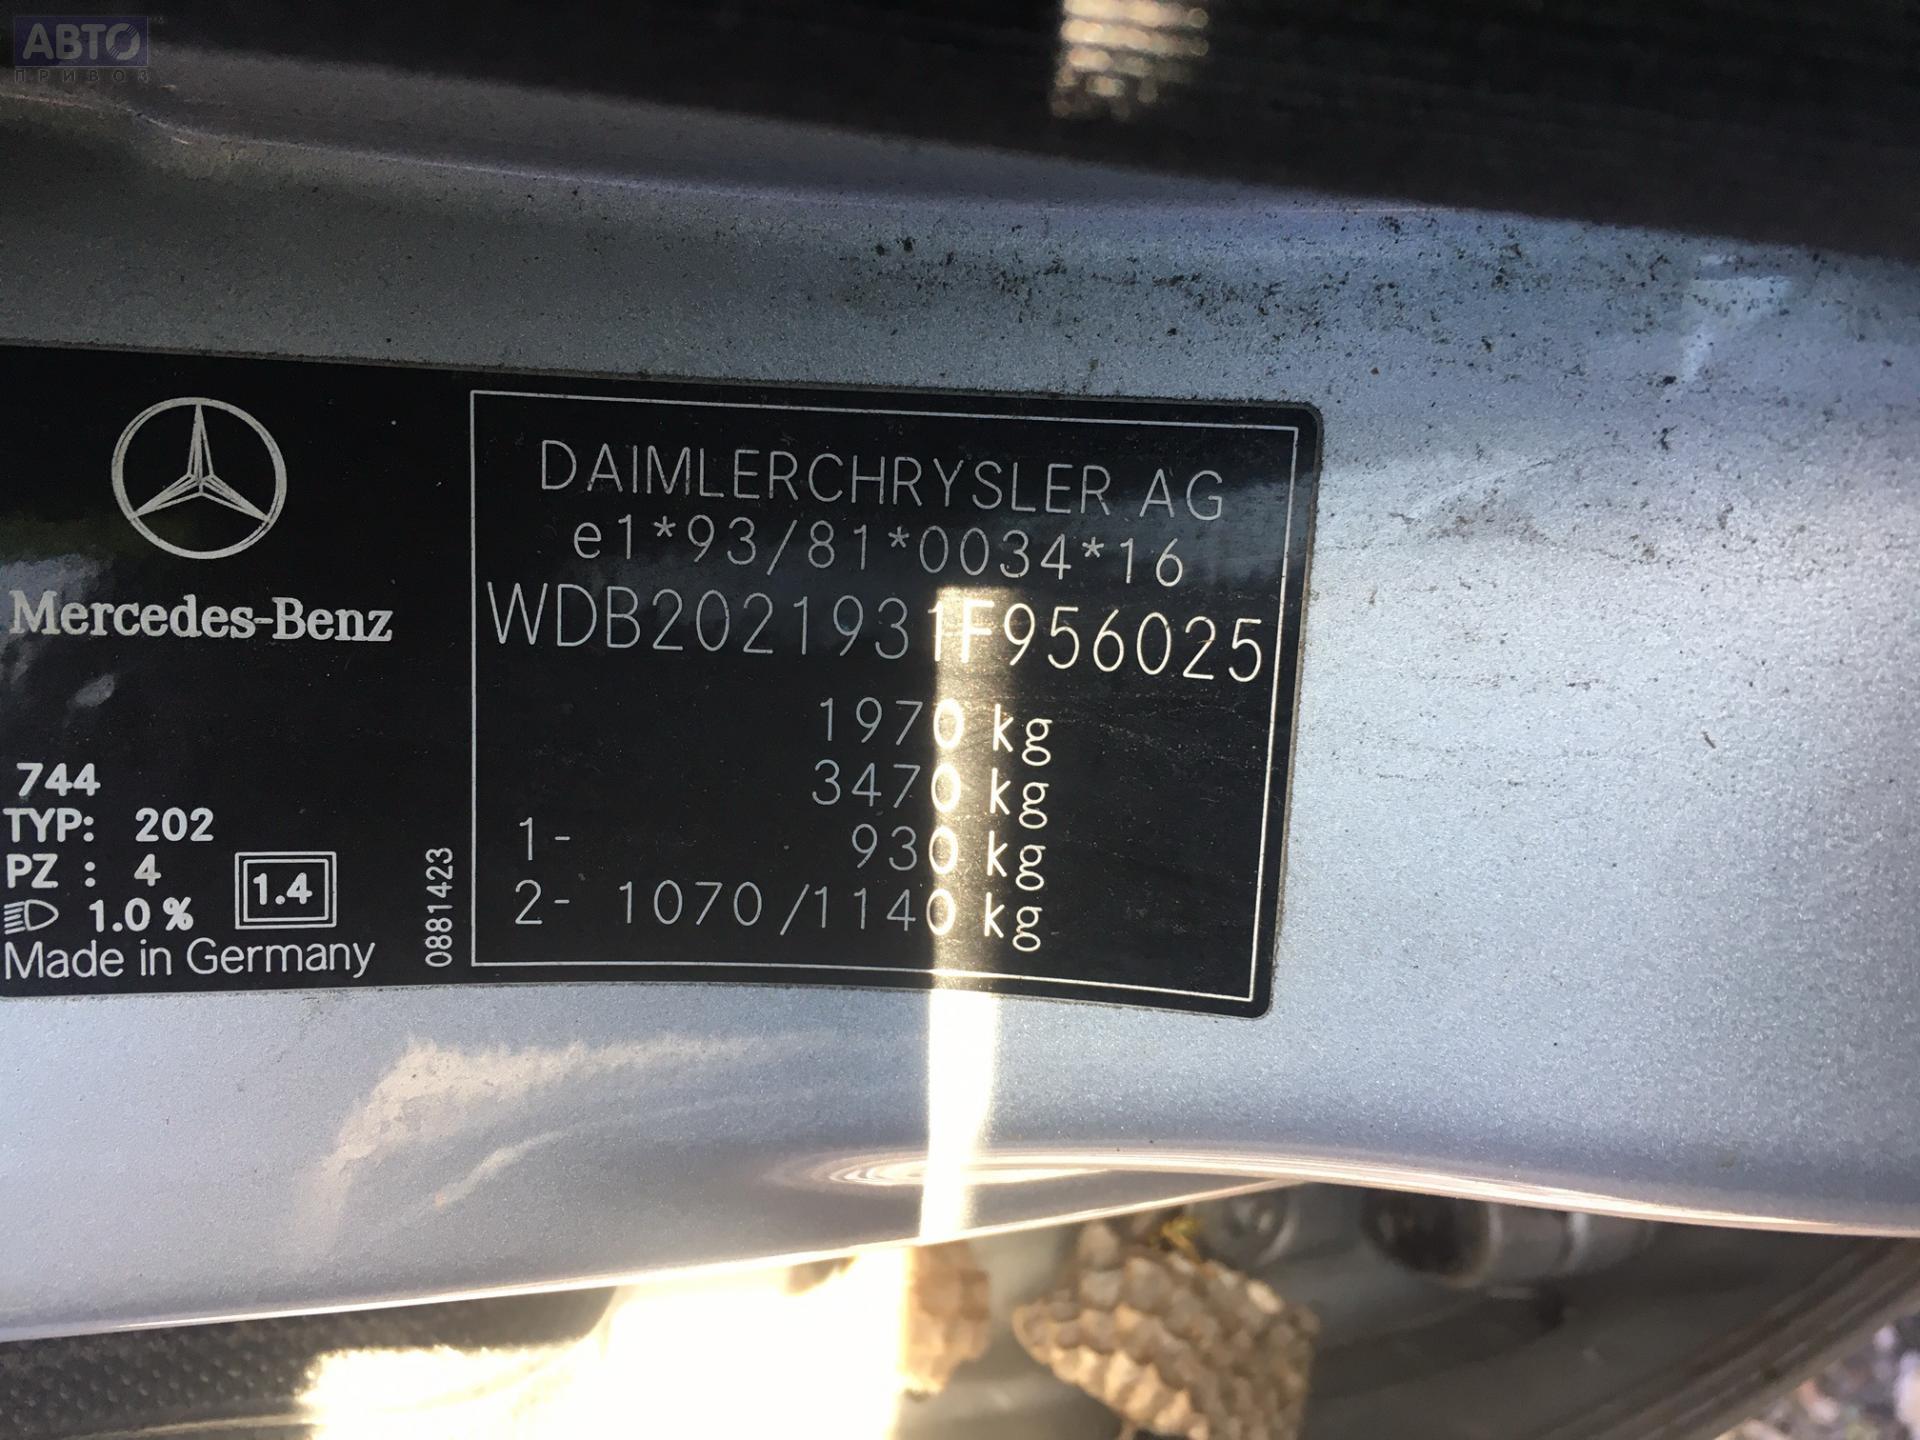 АВТО
ПРИВОЗ
Mercedes-Benz
744
TYP: 202
PZ : 4
1.0 %
1.4
Made in Germany
0881423
DAIMLERCHRYSLER AG
e1*93/81*0034*16
WDB2021931F956025
1970 kg
3470 kg
1- 930 kg
2- 1070/1140 kg